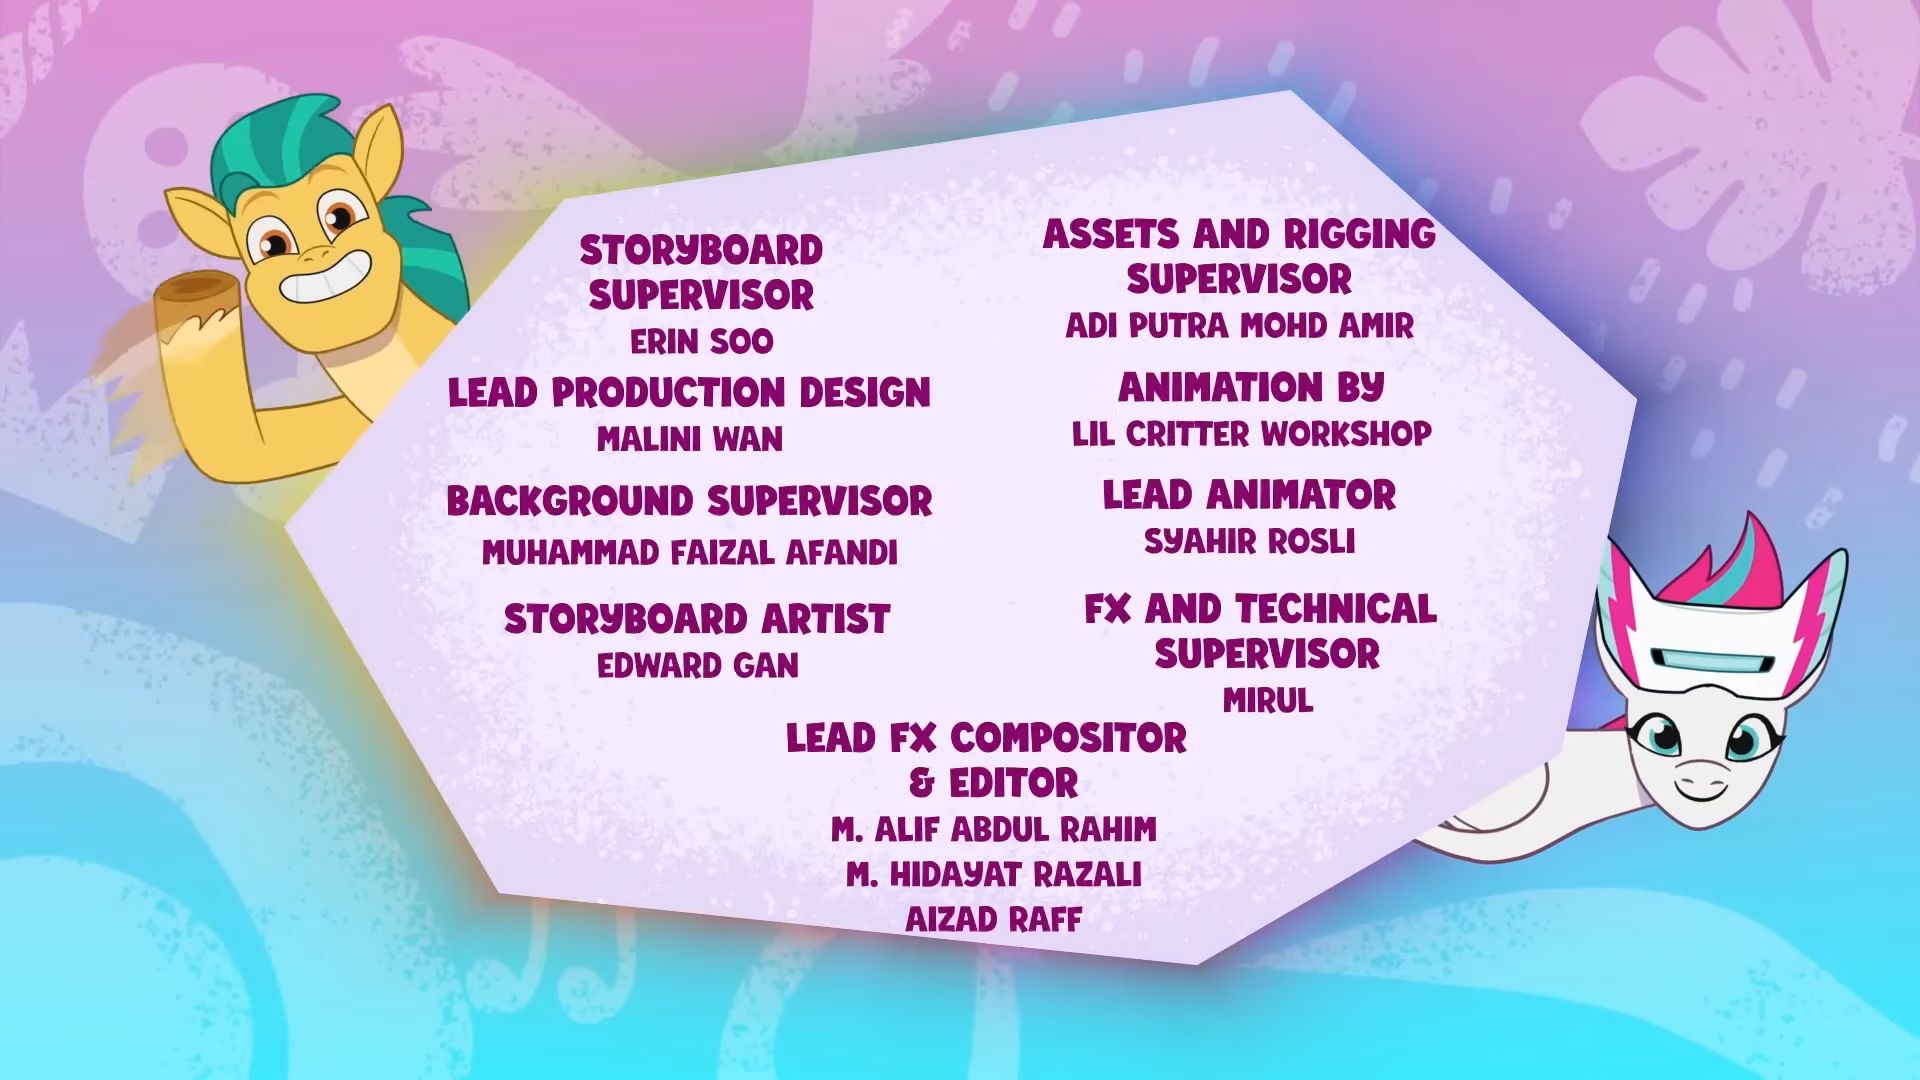 STORYBOARD
SUPERVISOR
ERIN SOO
LEAD PRODUCTION DESIGN
MALINI WAN
BACKGROUND SUPERVISOR
MUHAMMAD FAIZAL AFANDI
STORYBOARD ARTIST
EDWARD GAN
ASSETS AND RIGGING
SUPERVISOR
ADI PUTRA MOHD AMIR
ANIMATION BY
LIL CRITTER WORKSHOP
LEAD ANIMATOR
SYAHIR ROSLI
FX AND TECHNICAL
SUPERVISOR
MIRUL
LEAD FX COMPOSITOR
& EDITOR
M. ALIF ABDUL RAHIM
M. HIDAYAT RAZALI
AIZAD RAFF